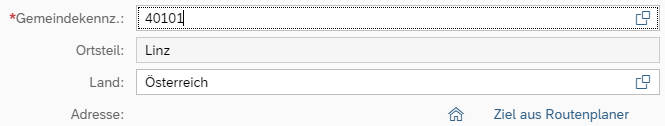 *Gemeindekennz.: 40101
Ortsteil: Linz
Land: Österreich
Adresse: Ziel aus Routenplaner